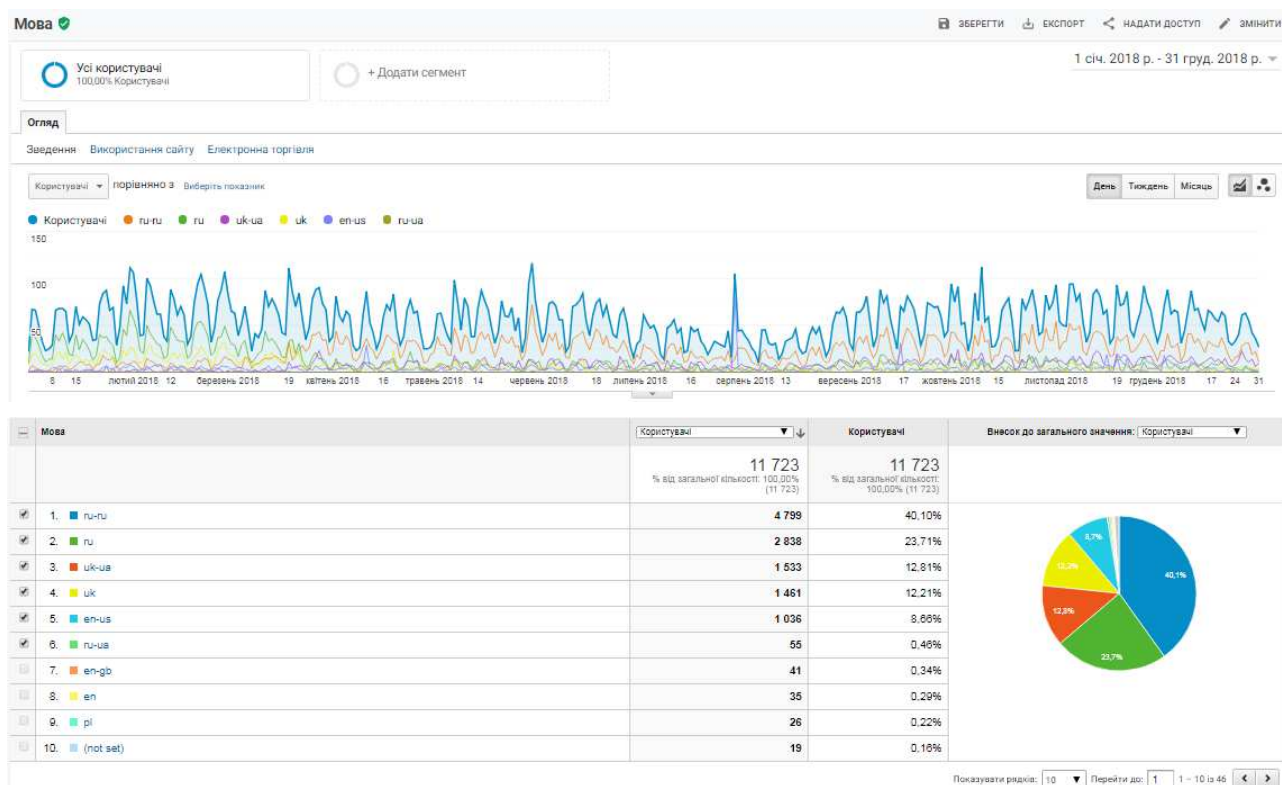 Мова
ЗБЕРЕГТИ ЕКСПОРТ НАДАТИ ДОСТУП ЗМІНИТИ
Усі користувачі
100,00% Користувачі
+ Додати сегмент
1 січ. 2018 р. - 31 груд. 2018 р.
Огляд
Зведення Використання сайту Електронна торгівля
Користувачі порівняно з Виберіть показник
День Тиждень Місяць
Користувачі ru-ru ru uk-ua uk en-us ru-ua
150
100
50
8 15 лютий 2018 12 березень 2018 19 квітень 2018 16 травень 2018 14 червень 2018 18 липень 2018 16 серпень 2018 13 вересень 2018 17 жовтень 2018 15 листопад 2018 19 грудень 2018 17 24 31
Мова Користувачі Користувачі Внесок до загального значення: Користувачі
11 723 11 723
% від загальної кількості: 100,00% % від загальної кількості:
(11 723) 100,00% (11 723)
1. ru-ru 4 799 40,10%
2. ru 2 838 23,71%
3. uk-ua 1 533 12,81%
4. uk 1 461 12,21%
5. en-us 1 036 8,66%
6. ru-ua 55 0,46%
7. en-gb 41 0,34%
8. en 35 0,29%
9. pl 26 0,22%
10. (not set) 19 0,16%
8,7%
12,2%
40,1%
12,8%
23,7%
Показувати рядків: 10 Перейти до: 1 1 – 10 із 46